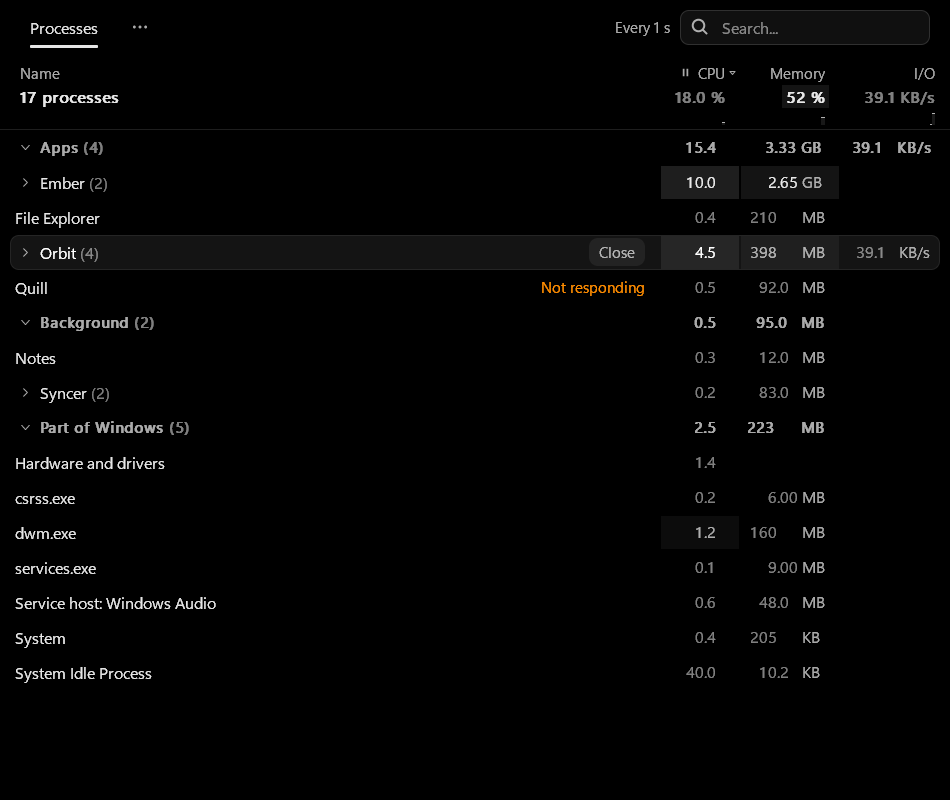 Processes ··· Every 1 s Search...
Name CPU Memory I/O
17 processes 18.0 % 52 % 39.1 KB/s
Apps (4) 15.4 3.33 GB 39.1 KB/s
Ember (2) 10.0 2.65 GB
File Explorer 0.4 210 MB
Orbit (4) Close 4.5 398 MB 39.1 KB/s
Quill Not responding 0.5 92.0 MB
Background (2) 0.5 95.0 MB
Notes 0.3 12.0 MB
Syncer (2) 0.2 83.0 MB
Part of Windows (5) 2.5 223 MB
Hardware and drivers 1.4
csrss.exe 0.2 6.00 MB
dwm.exe 1.2 160 MB
services.exe 0.1 9.00 MB
Service host: Windows Audio 0.6 48.0 MB
System 0.4 205 KB
System Idle Process 40.0 10.2 KB